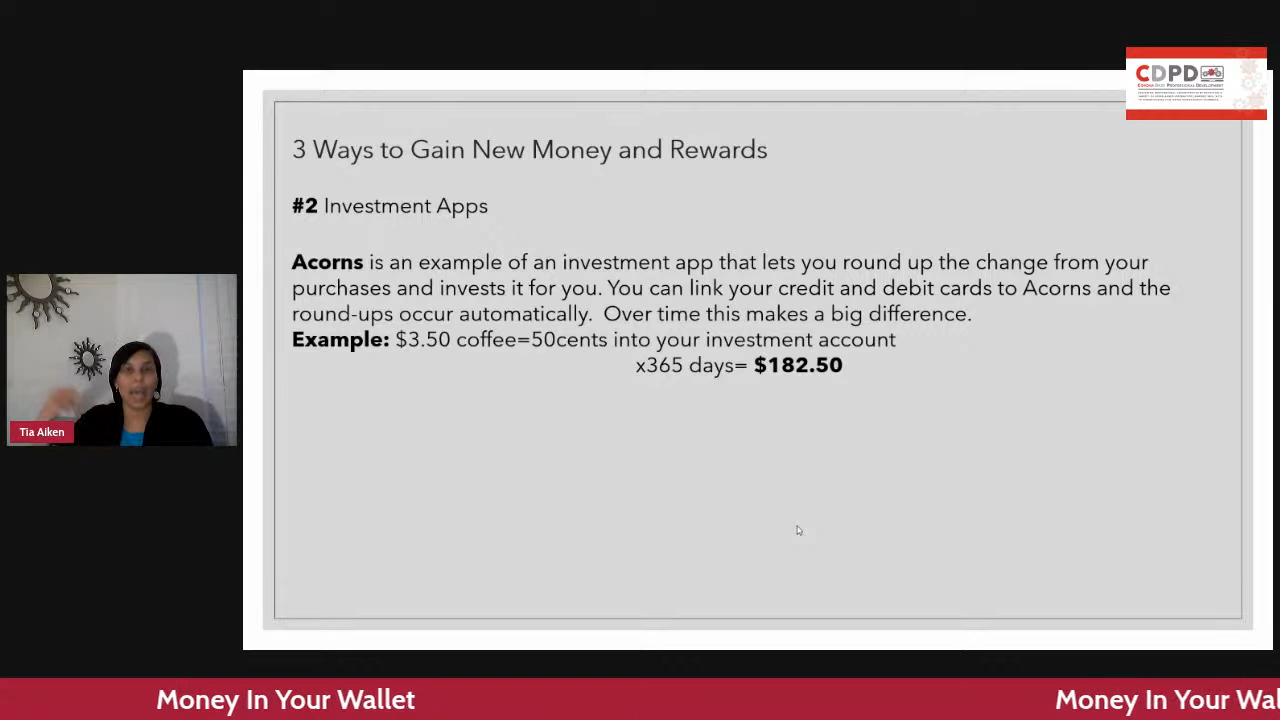 CDPD
CORONA DAZE PROFESSIONAL DEVELOPMENT
3 Ways to Gain New Money and Rewards
#2 Investment Apps
Acorns is an example of an investment app that lets you round up the change from your
purchases and invests it for you. You can link your credit and debit cards to Acorns and the
round-ups occur automatically.  Over time this makes a big difference.
Example: $3.50 coffee=50cents into your investment account
x365 days= $182.50
Tia Aiken
Money In Your Wallet
Money In Your Wal